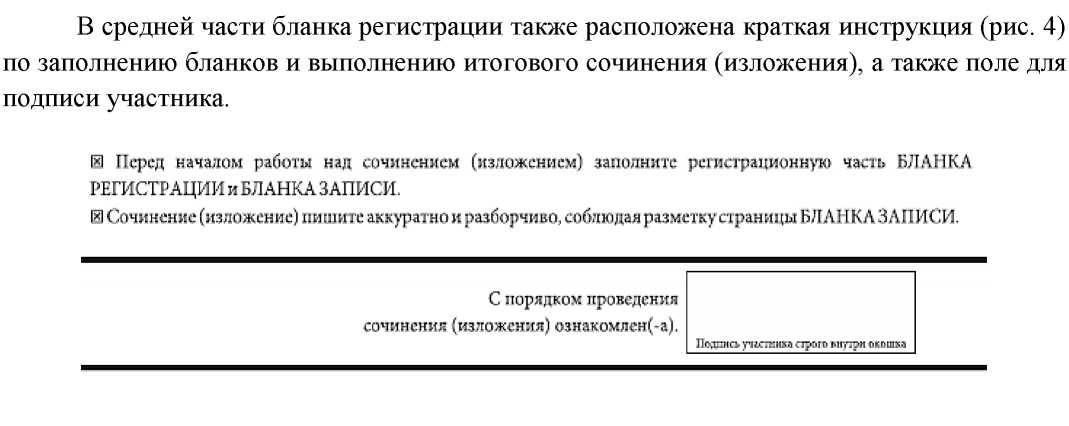 В средней части бланка регистрации также расположена краткая инструкция (рис. 4)
по заполнению бланков и выполнению итогового сочинения (изложения), а также поле для
подписи участника.
☒ Перед началом работы над сочинением (изложением) заполните регистрационную часть БЛАНКА
РЕГИСТРАЦИИ и БЛАНКА ЗАПИСИ.
☒ Сочинение (изложение) пишите аккуратно и разборчиво, соблюдая разметку страницы БЛАНКА ЗАПИСИ.
С порядком проведения
сочинения (изложения) ознакомлен(-а).
Подпись участника строго внутри окошка